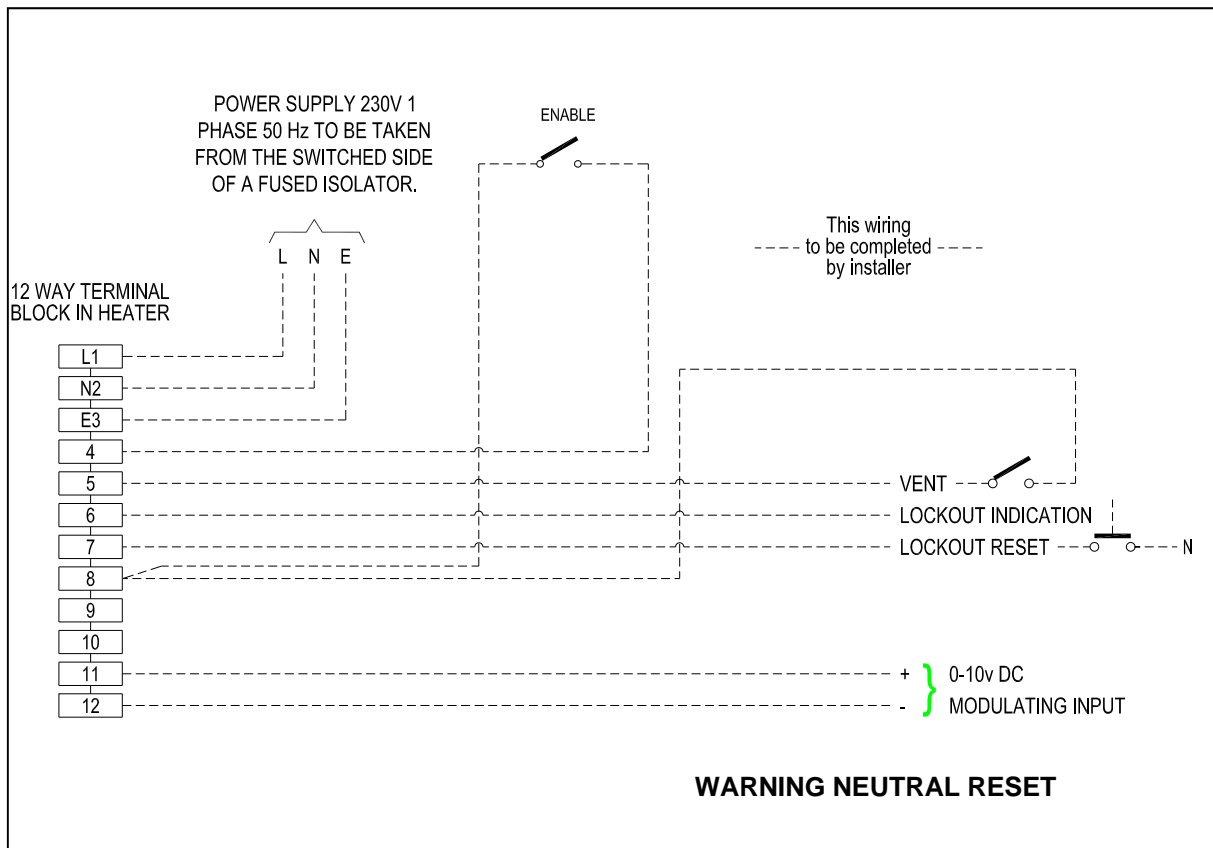 POWER SUPPLY 230V 1
PHASE 50 Hz TO BE TAKEN
FROM THE SWITCHED SIDE
OF A FUSED ISOLATOR.
ENABLE
This wiring
to be completed
by installer
L N E
12 WAY TERMINAL
BLOCK IN HEATER
L1
N2
E3
4
5
VENT
6
LOCKOUT INDICATION
7
LOCKOUT RESET
N
8
9
10
11
+
0-10v DC
12
-
MODULATING INPUT
WARNING NEUTRAL RESET